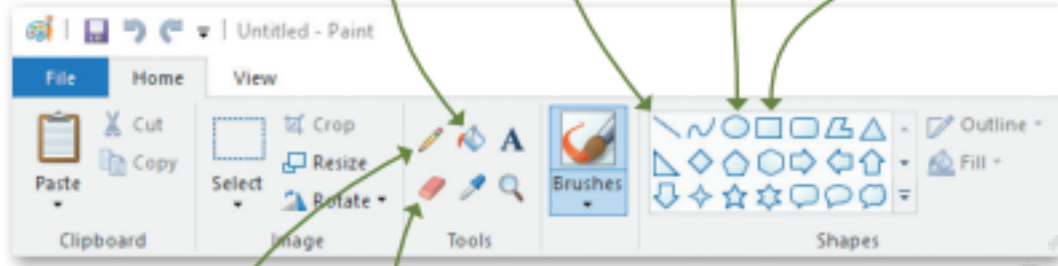 Untitled - Paint
File Home View
Cut
Copy
Paste
Clipboard
Select
Crop
Resize
Rotate
Image
A
Tools
Brushes
Outline
Fill
Shapes